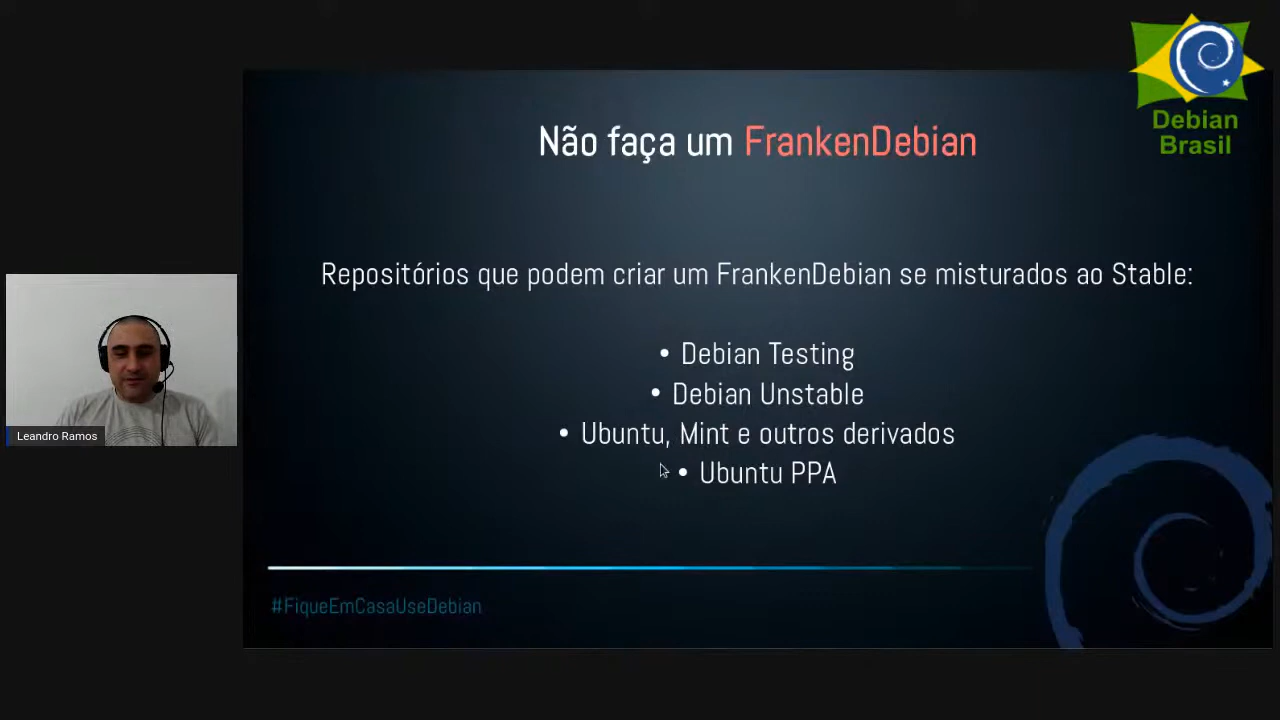 Debian
Brasil
Não faça um FrankenDebian
Repositórios que podem criar um FrankenDebian se misturados ao Stable:
• Debian Testing
• Debian Unstable
• Ubuntu, Mint e outros derivados
• Ubuntu PPA
Leandro Ramos
#FiqueEmCasaUseDebian